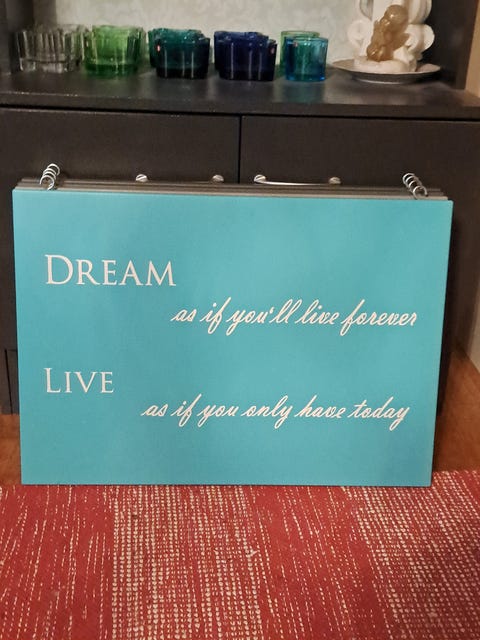 DREAM
as if you'll live forever
LIVE
as if you only have today